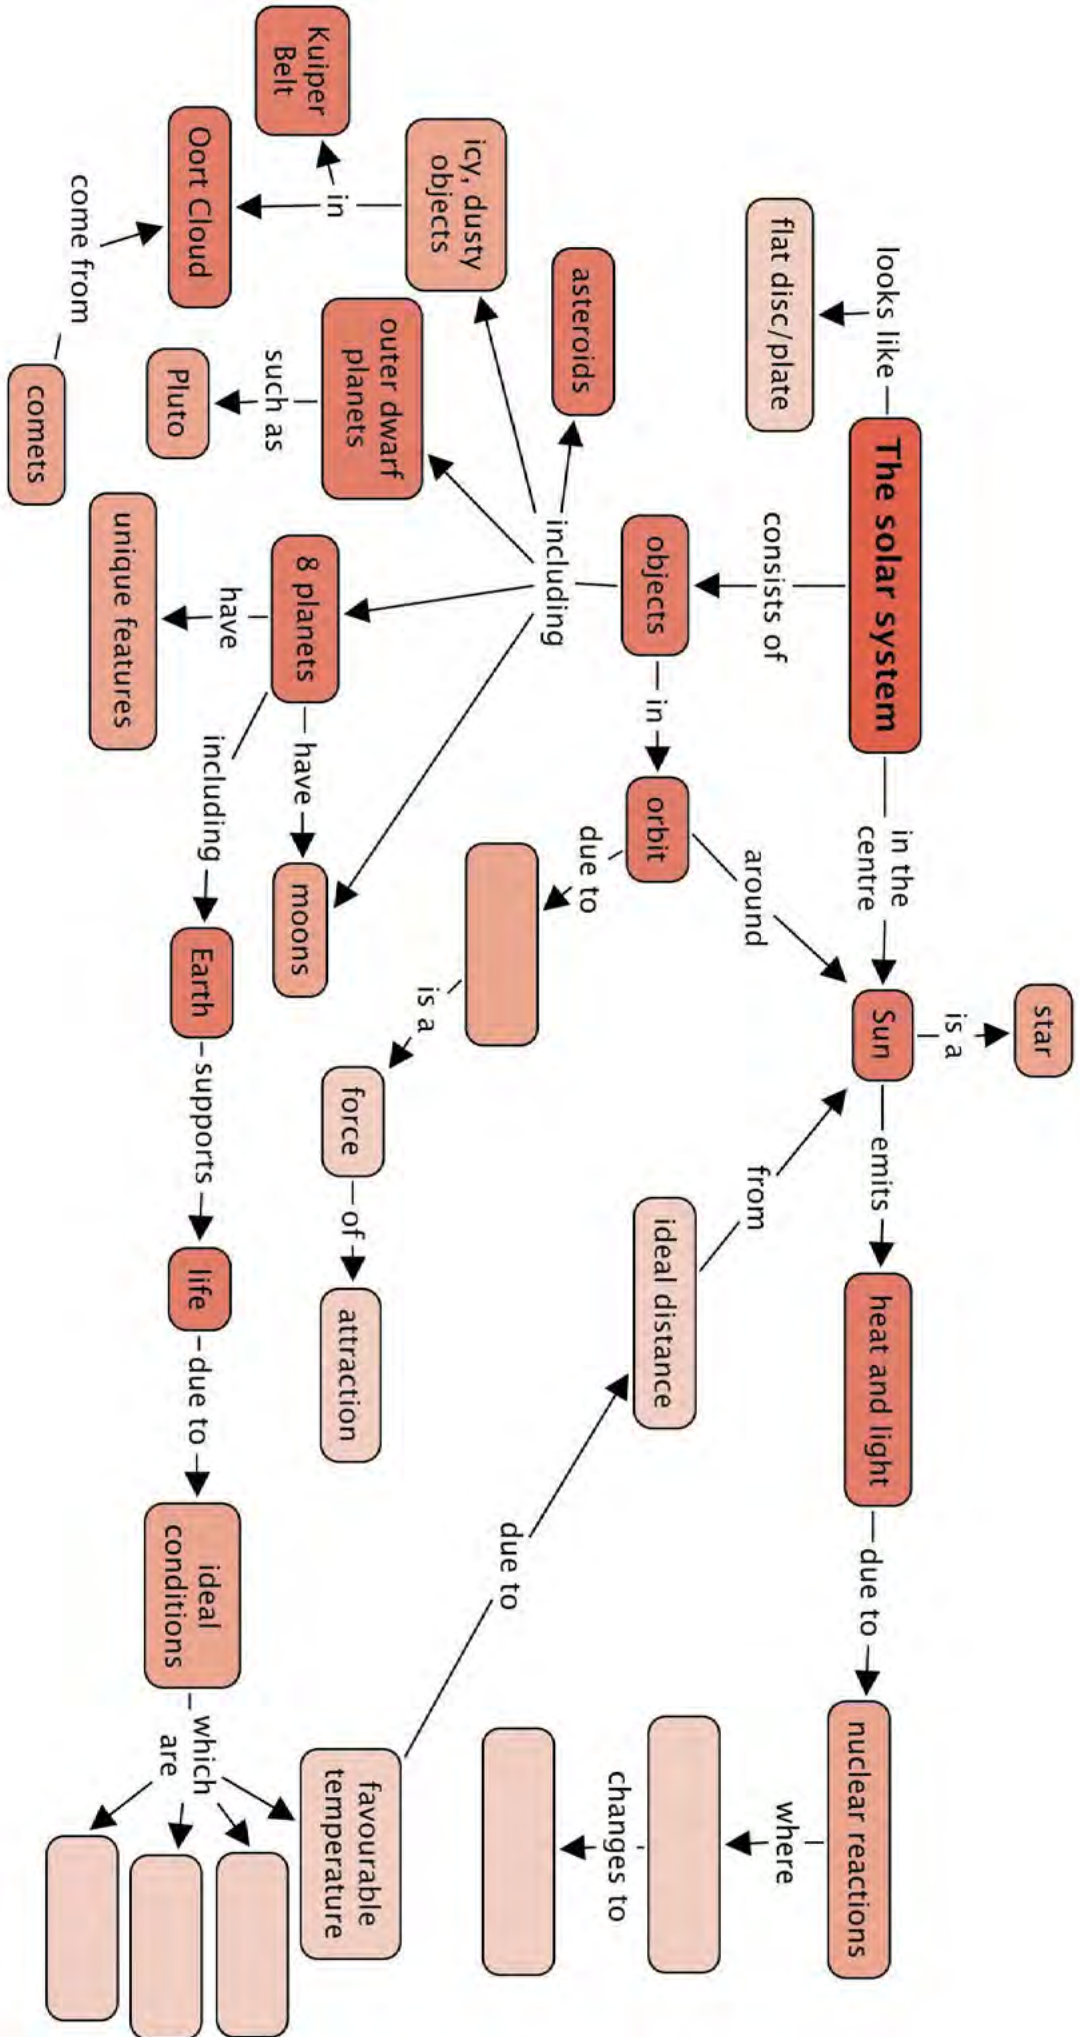 star
is a
looks like
The solar system
in the
centre
Sun
emits
heat and light
due to
nuclear reactions
flat disc/plate
consists of
around
from
where
objects
in
orbit
ideal distance
changes to
asteroids
including
due to
due to
icy, dusty
objects
is a
in
outer dwarf
planets
force
of
attraction
favourable
temperature
Kuiper
Belt
such as
8 planets
have
moons
Oort Cloud
Pluto
have
including
Earth
supports
life
due to
ideal
conditions
which
are
come from
unique features
comets